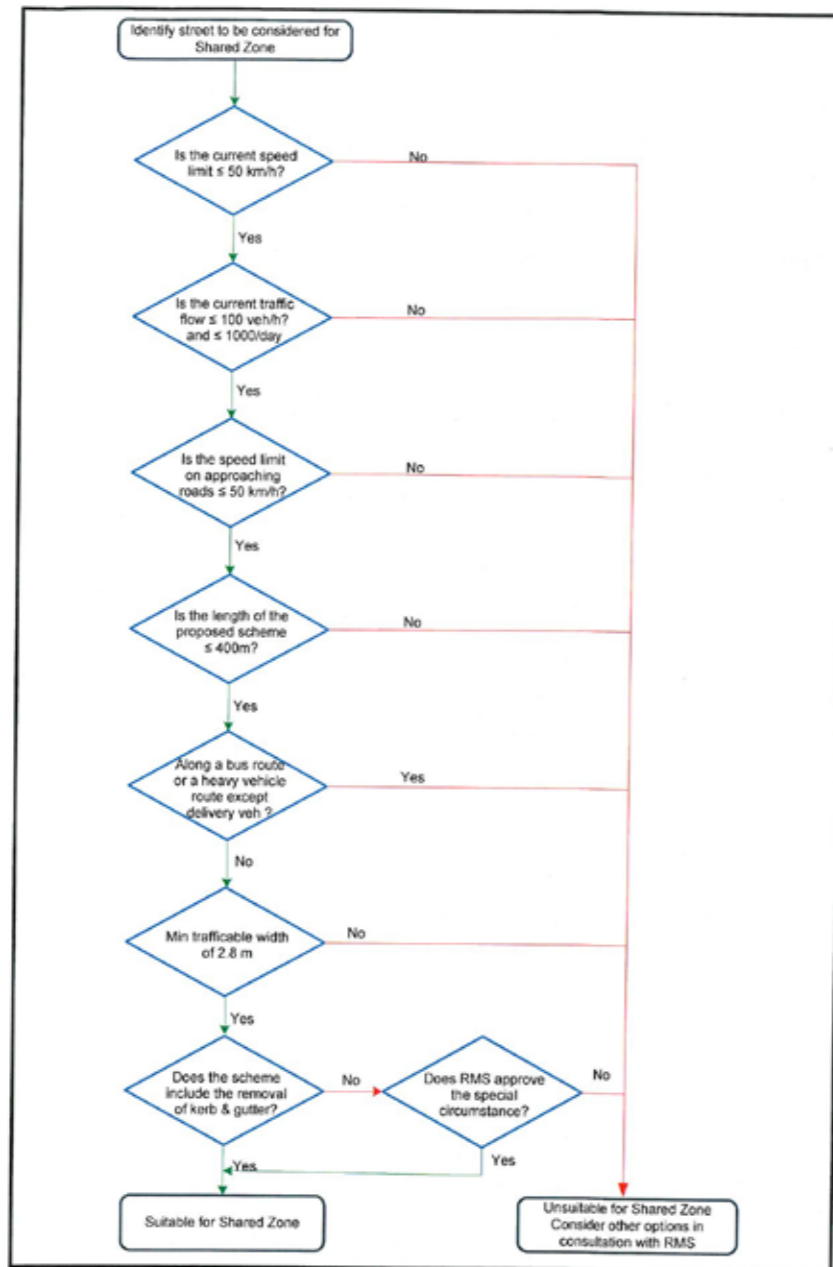 Identify street to be considered for
Shared Zone
Is the current speed
limit ≤ 50 km/h?
No
Yes
Is the current traffic
flow ≤ 100 veh/h?
and ≤ 1000/day
No
Yes
Is the speed limit
on approaching
roads ≤ 50 km/h?
No
Yes
Is the length of the
proposed scheme
≤ 400m?
No
Yes
Along a bus route
or a heavy vehicle
route except
delivery veh ?
Yes
No
Min trafficable width
of 2.8 m
No
Yes
Does the scheme
include the removal
of kerb & gutter?
No
Does RMS approve
the special
circumstance?
No
Yes
Yes
Suitable for Shared Zone
Unsuitable for Shared Zone
Consider other options in
consultation with RMS